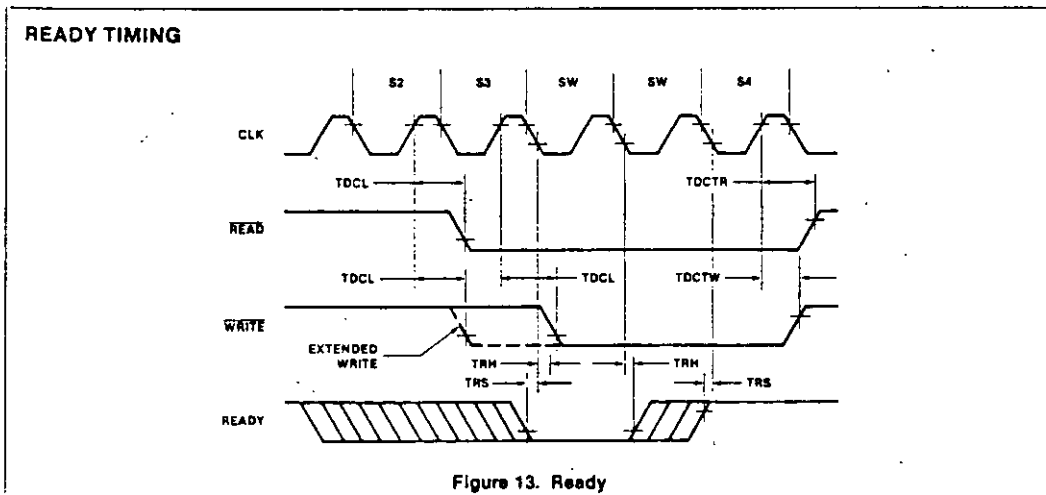 READY TIMING
S2 S3 SW SW S4
CLK
TDCL TDCTR
READ
TDCL TDCL TDCTW
WRITE
EXTENDED
WRITE
TRH TRH
TRS TRS
READY
Figure 13. Ready